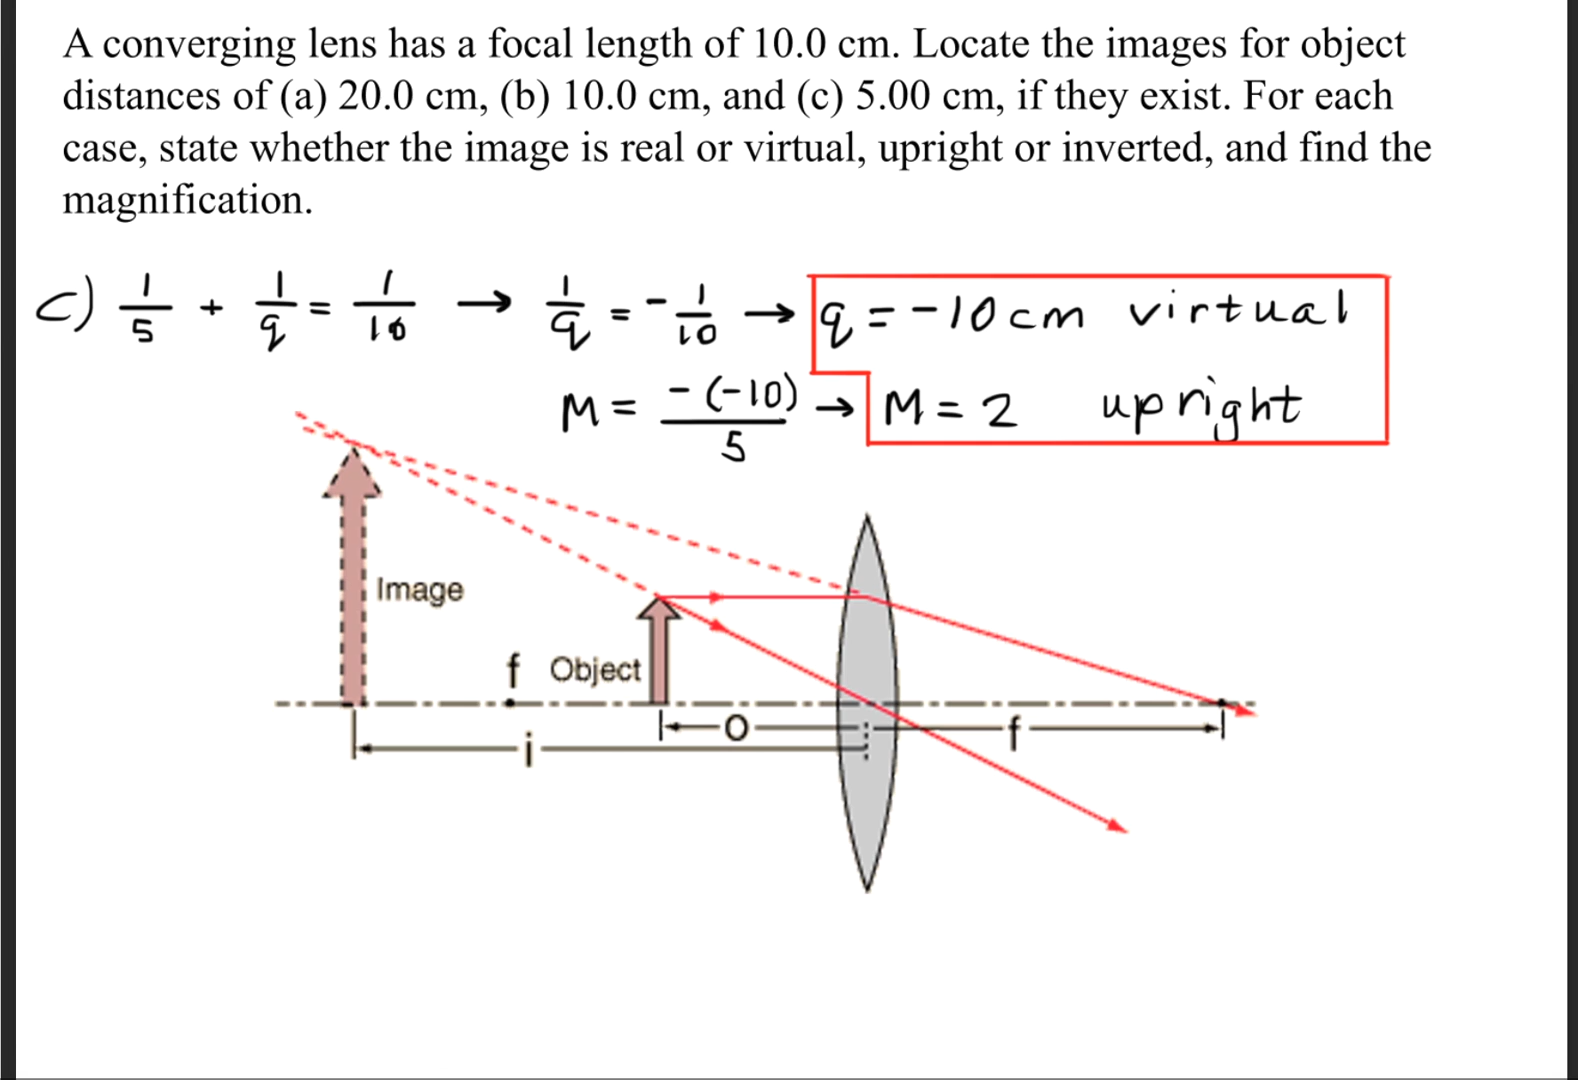 A converging lens has a focal length of 10.0 cm. Locate the images for object
distances of (a) 20.0 cm, (b) 10.0 cm, and (c) 5.00 cm, if they exist. For each
case, state whether the image is real or virtual, upright or inverted, and find the
magnification.
c) 1/5 + 1/q = 1/10 → 1/q = -1/10 → q = -10 cm virtual
M = -(-10)/5 → M = 2 upright
Image
f Object
O
f
i